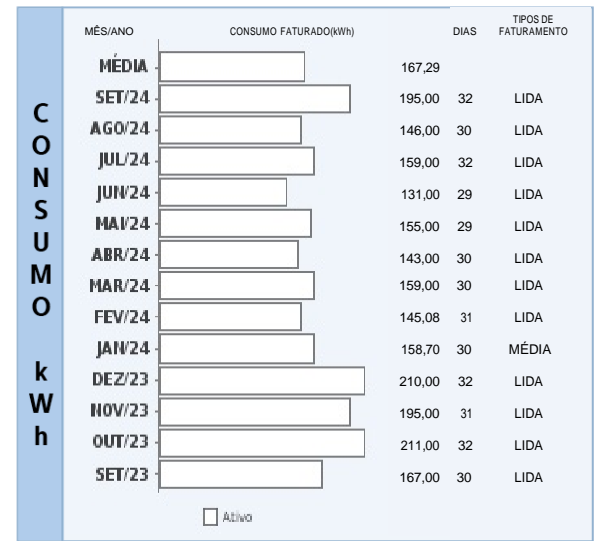 MÊS/ANO CONSUMO FATURADO(kWh) DIAS TIPOS DE FATURAMENTO
MÉDIA 167,29
SET/24 195,00 32 LIDA
AGO/24 146,00 30 LIDA
JUL/24 159,00 32 LIDA
JUN/24 131,00 29 LIDA
MAI/24 155,00 29 LIDA
ABR/24 143,00 30 LIDA
MAR/24 159,00 30 LIDA
FEV/24 145,08 31 LIDA
JAN/24 158,70 30 MÉDIA
DEZ/23 210,00 32 LIDA
NOV/23 195,00 31 LIDA
OUT/23 211,00 32 LIDA
SET/23 167,00 30 LIDA
Ativo
CONSUMO kWh